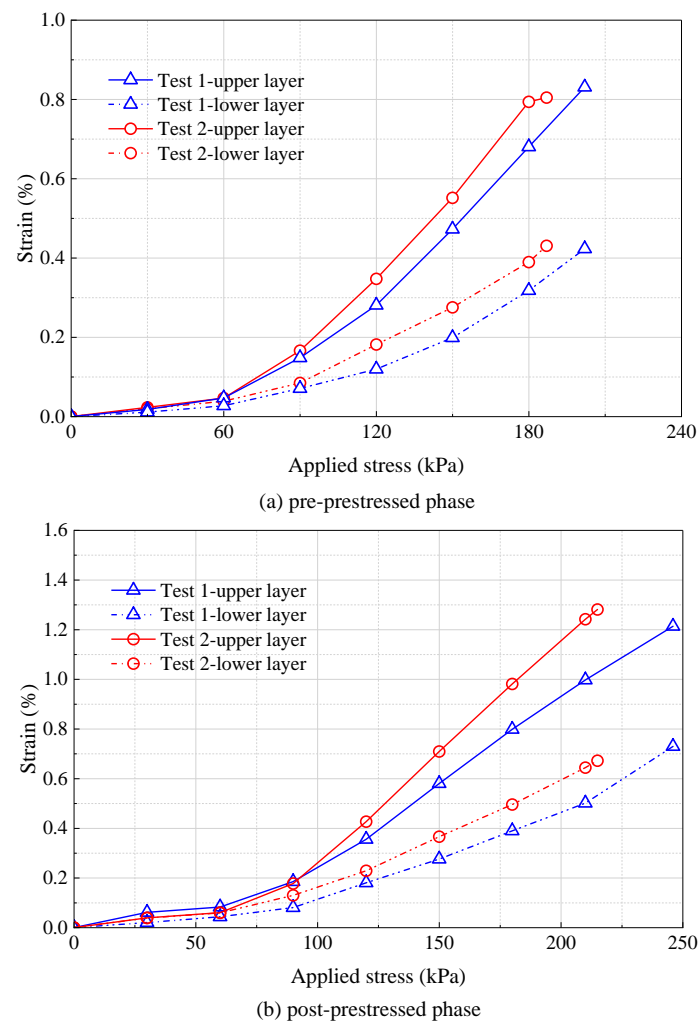 1.0
0.8
0.6
0.4
0.2
0.0
Strain (%)
Test 1-upper layer
Test 1-lower layer
Test 2-upper layer
Test 2-lower layer
0 60 120 180 240
Applied stress (kPa)
(a) pre-prestressed phase
1.6
1.4
1.2
1.0
0.8
0.6
0.4
0.2
0.0
Strain (%)
Test 1-upper layer
Test 1-lower layer
Test 2-upper layer
Test 2-lower layer
0 50 100 150 200 250
Applied stress (kPa)
(b) post-prestressed phase